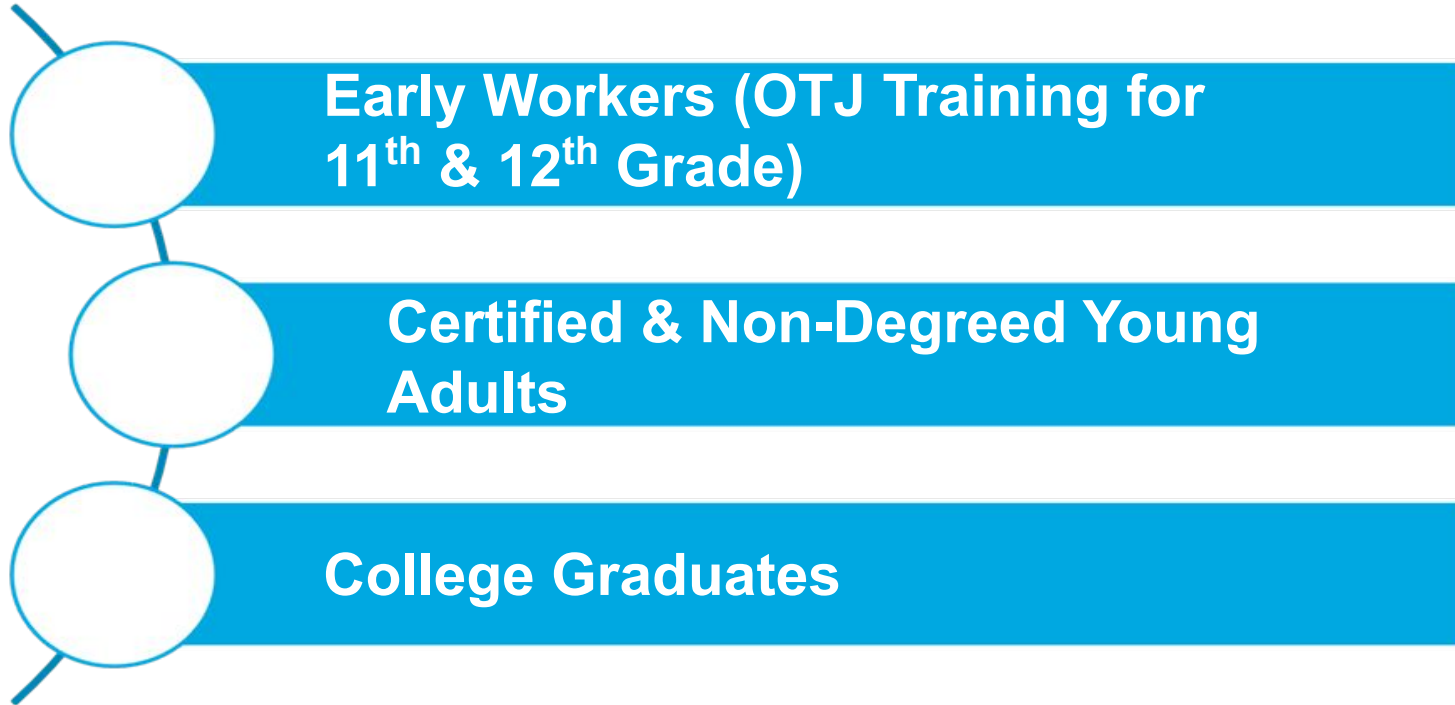 Early Workers (OTJ Training for
11th & 12th Grade)
Certified & Non-Degreed Young
Adults
College Graduates